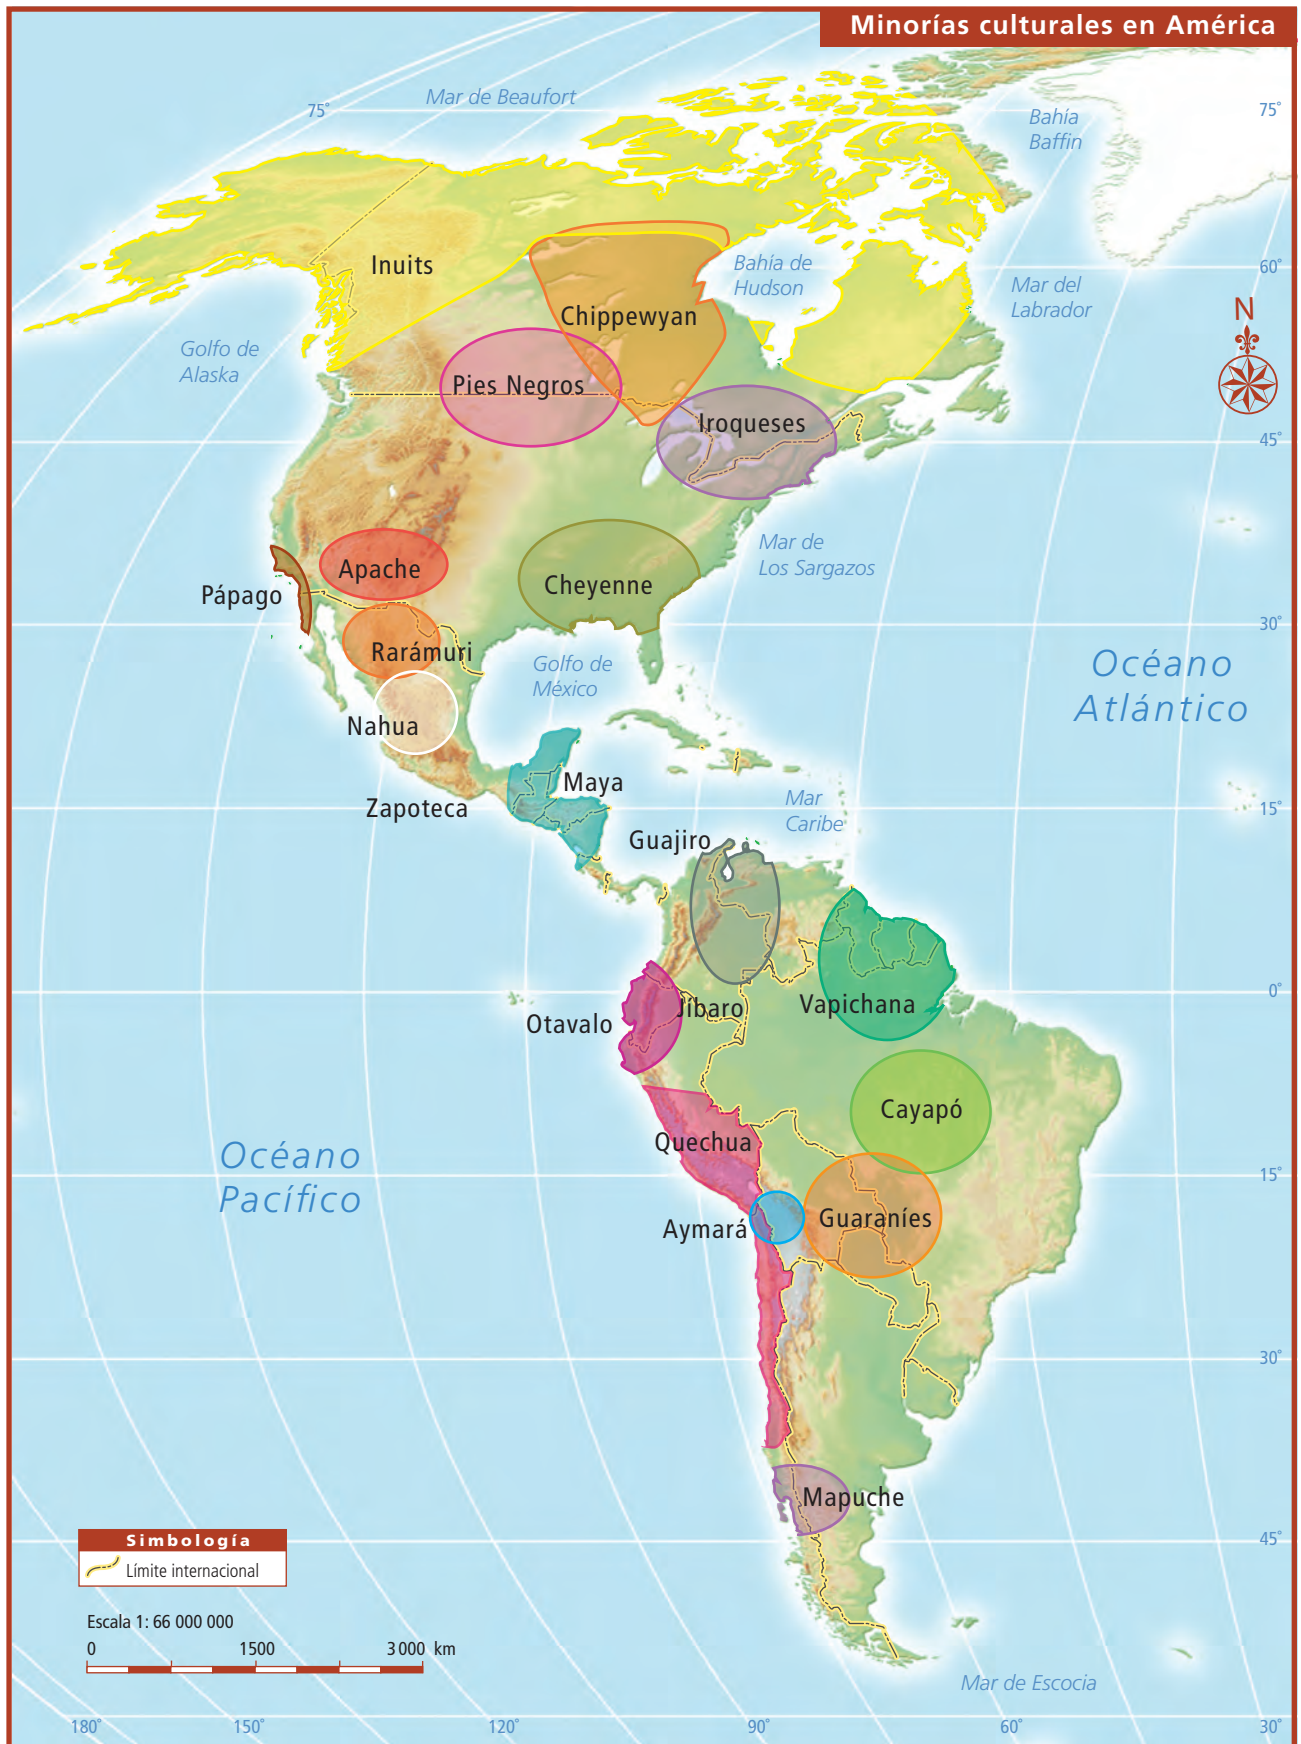 Minorías culturales en América
Mar de Beaufort
75°
75°
Bahía
Baffin
Inuits
Bahía de
Hudson
60°
Mar del
Labrador
N
Chippewyan
Golfo de
Alaska
Pies Negros
Iroqueses
45°
Mar de
Los Sargazos
Apache
Cheyenne
Pápago
30°
Rarámuri
Golfo de
México
Océano
Atlántico
Nahua
Maya
Zapoteca
Mar
Caribe
15°
Guajiro
0°
Jíbaro
Vapichana
Otavalo
Cayapó
Quechua
Océano
Pacífico
15°
Aymará
Guaraníes
30°
Mapuche
45°
Simbología
Límite internacional
Escala 1: 66 000 000
0 1500 3000 km
Mar de Escocia
180° 150° 120° 90° 60° 30°